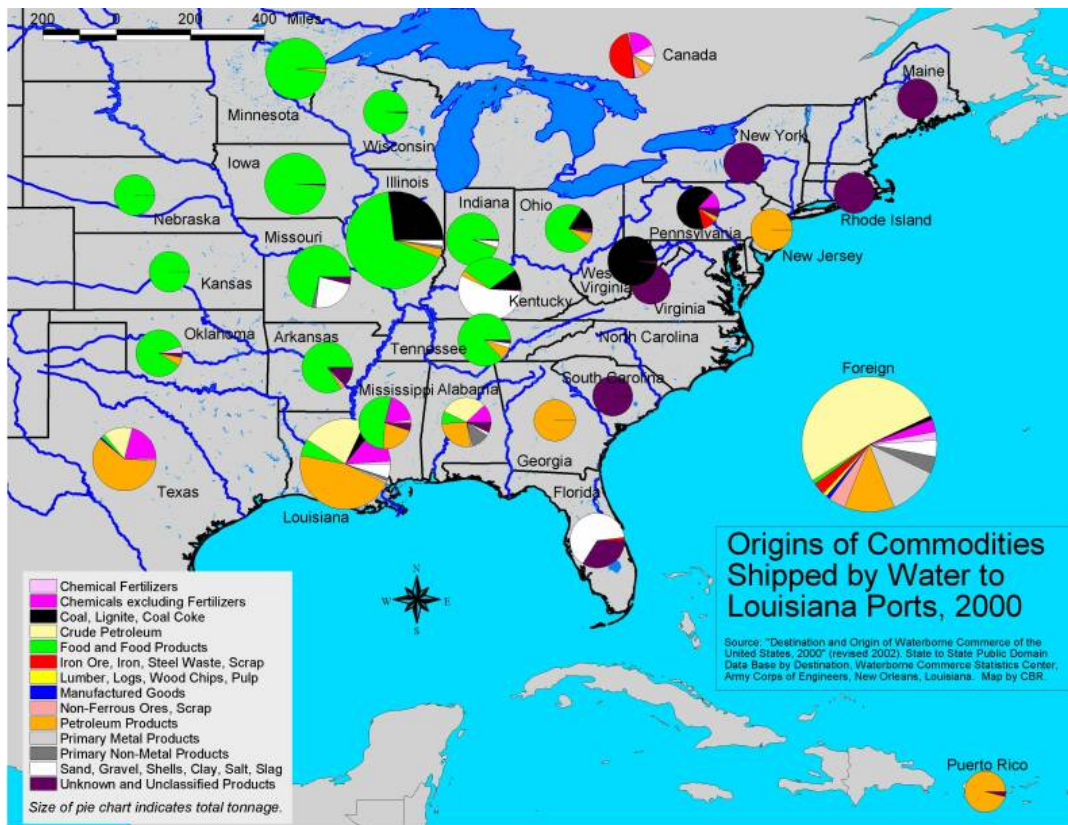 200 0 200 400
Miles
Canada
Maine
Minnesota
Wisconsin
New York
Iowa
Illinois
Indiana
Ohio
Nebraska
Pennsylvania
Rhode Island
Missouri
New Jersey
Kansas
Kentucky
West
Virginia
Virginia
Oklahoma
Arkansas
Tennessee
North Carolina
Mississippi
Alabama
South Carolina
Foreign
Texas
Georgia
Louisiana
Florida
N
W E
S
Origins of Commodities
Shipped by Water to
Louisiana Ports, 2000
Source: "Destination and Origin of Waterborne Commerce of the
United States, 2000" (revised 2002). State to State Public Domain
Data Base by Destination, Waterborne Commerce Statistics Center,
Army Corps of Engineers, New Orleans, Louisiana. Map by CBR.
Chemical Fertilizers
Chemicals excluding Fertilizers
Coal, Lignite, Coal Coke
Crude Petroleum
Food and Food Products
Iron Ore, Iron, Steel Waste, Scrap
Lumber, Logs, Wood Chips, Pulp
Manufactured Goods
Non-Ferrous Ores, Scrap
Petroleum Products
Primary Metal Products
Primary Non-Metal Products
Sand, Gravel, Shells, Clay, Salt, Slag
Unknown and Unclassified Products
Size of pie chart indicates total tonnage.
Puerto Rico